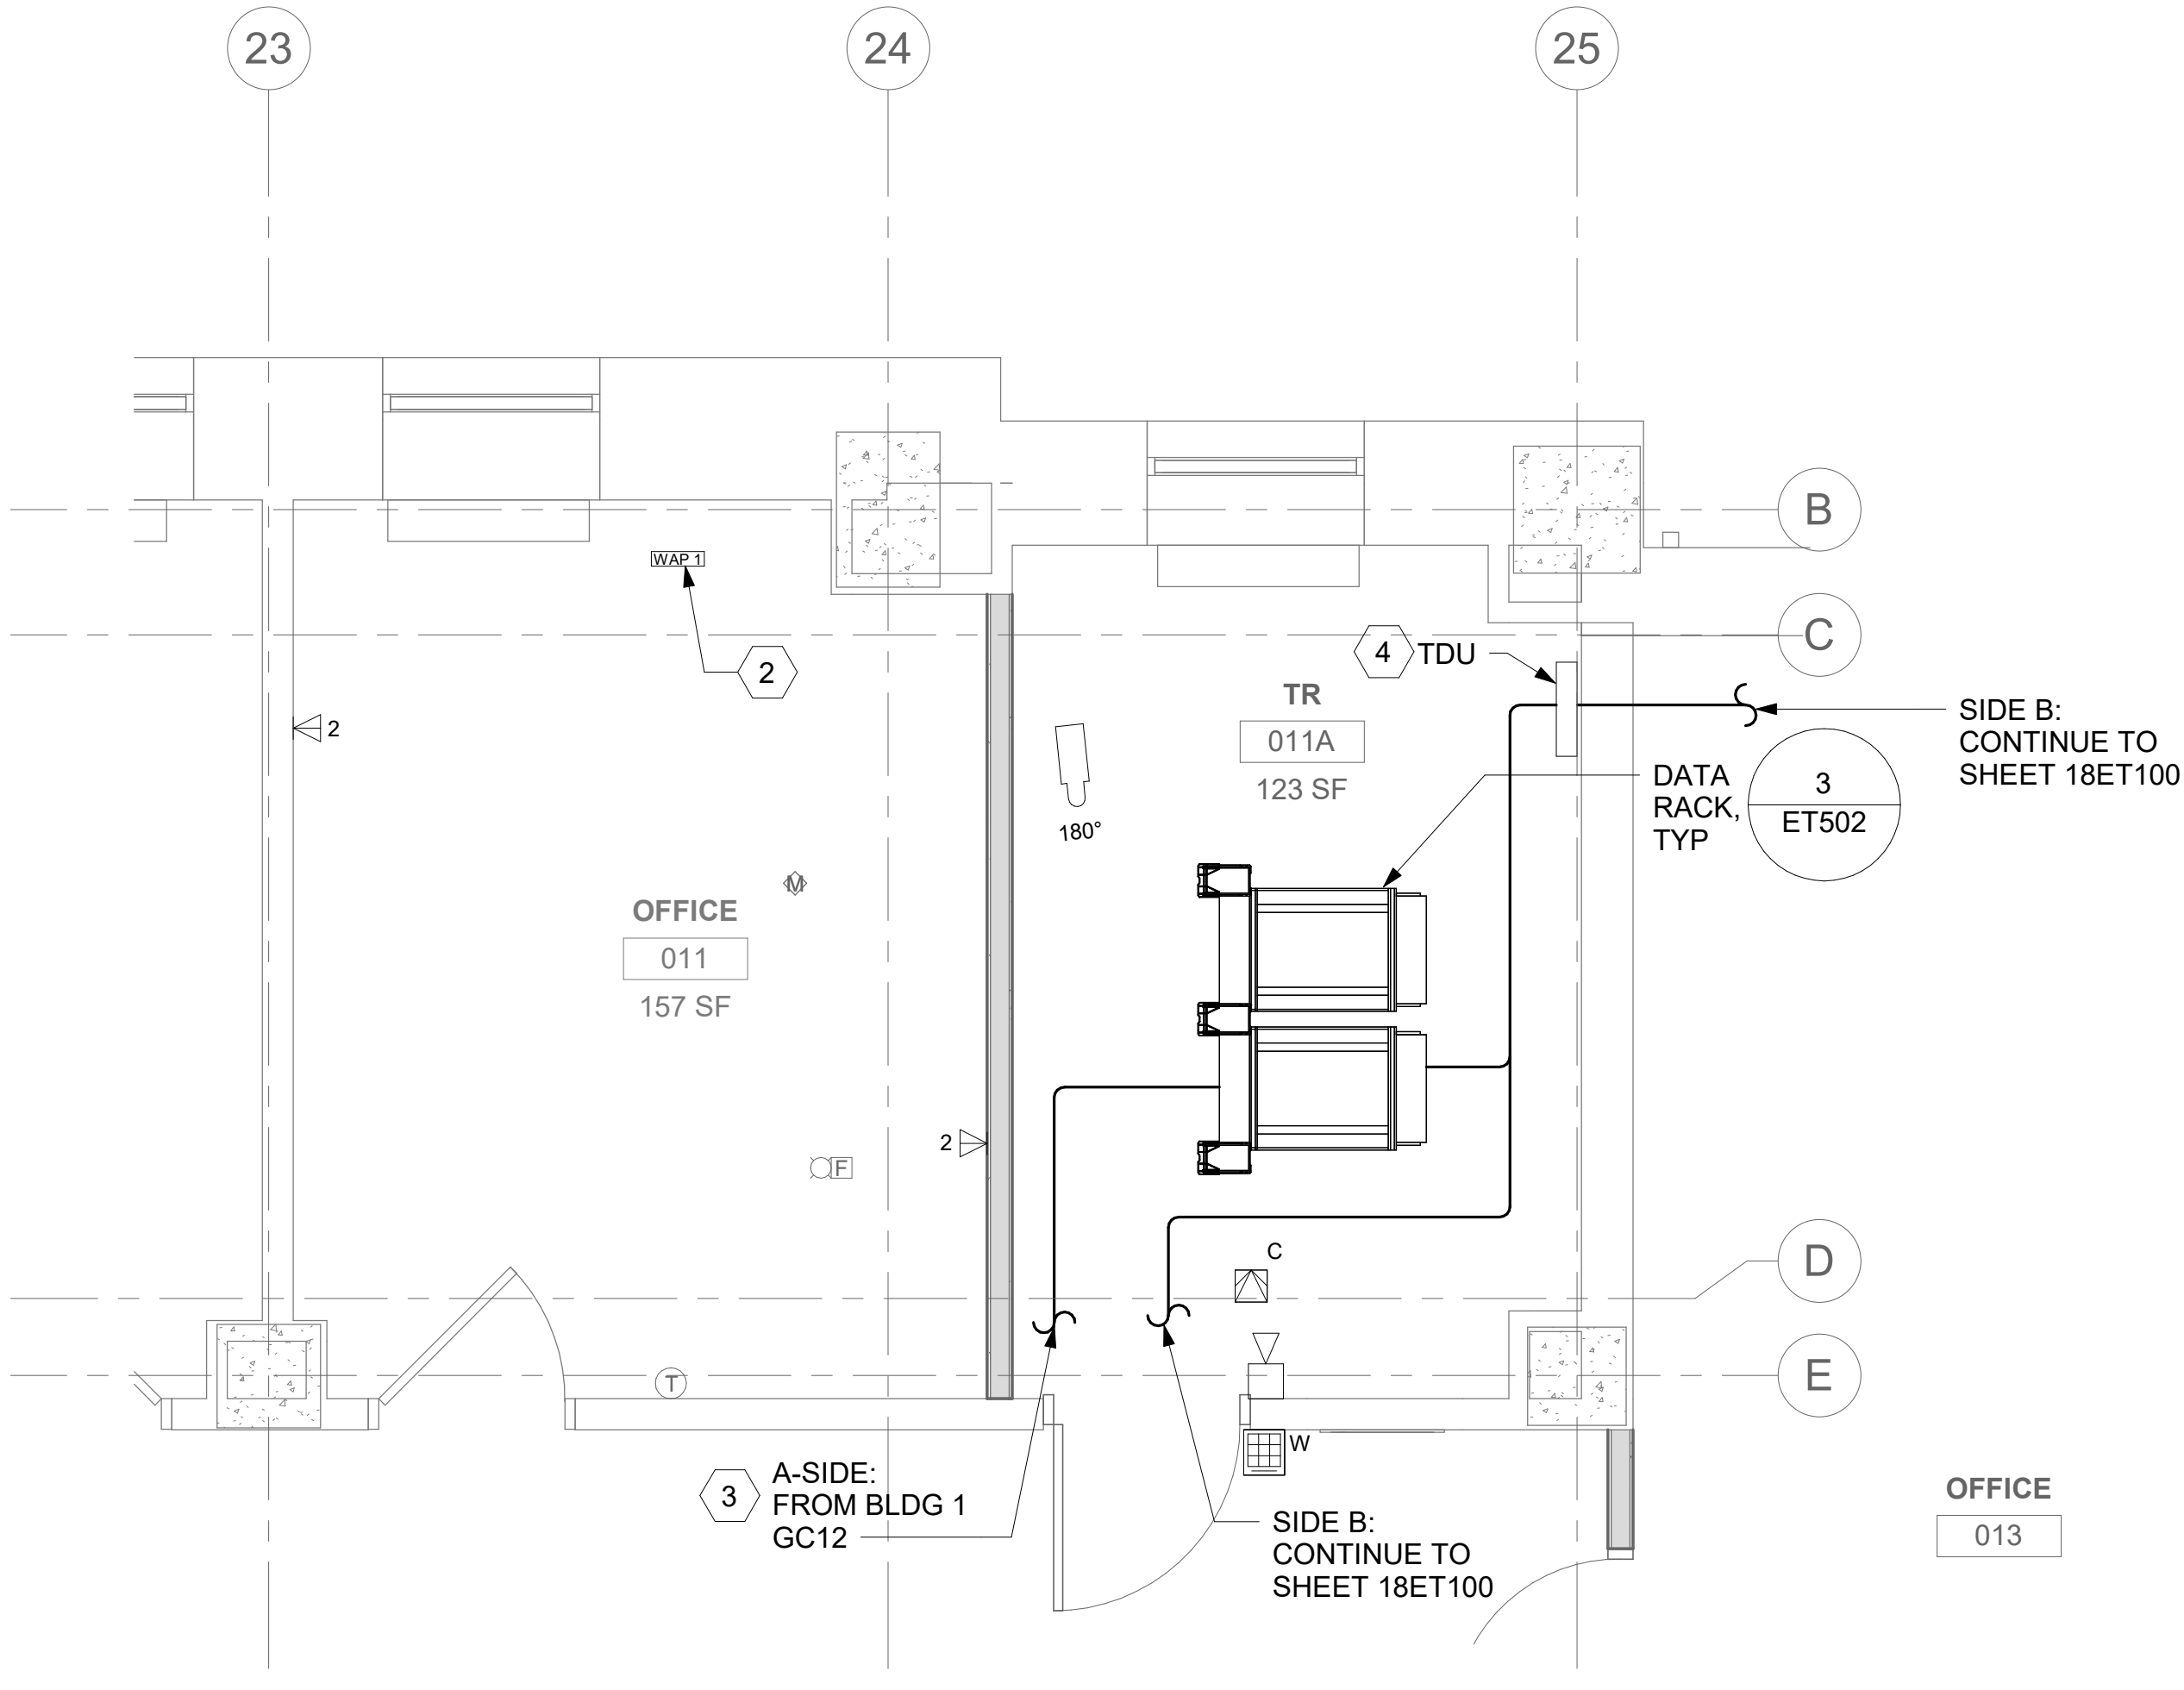 23
24
25
B
WAP 1
C
2
4
TDU
TR
011A
123 SF
2
180°
SIDE B:
CONTINUE TO
SHEET 18ET100
DATA
RACK,
TYP
3
ET502
M
OFFICE
011
157 SF
2
F
C
D
T
E
W
3
A-SIDE:
FROM BLDG 1
GC12
SIDE B:
CONTINUE TO
SHEET 18ET100
OFFICE
013